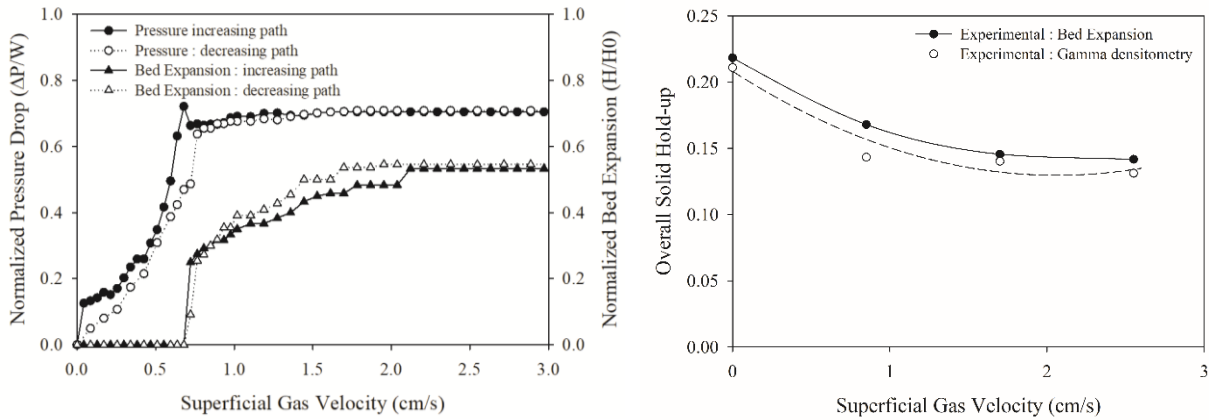 1.0
0.8
0.6
0.4
0.2
0.0
Normalized Pressure Drop (ΔP/W)
Pressure increasing path
Pressure : decreasing path
Bed Expansion : increasing path
Bed Expansion : decreasing path
1.0
0.8
0.6
0.4
0.2
0.0
Normalized Bed Expansion (H/H0)
0.0 0.5 1.0 1.5 2.0 2.5 3.0
Superficial Gas Velocity (cm/s)
0.25
0.20
0.15
0.10
0.05
0.00
Overall Solid Hold-up
Experimental : Bed Expansion
Experimental : Gamma densitometry
0 1 2 3
Superficial Gas Velocity (cm/s)